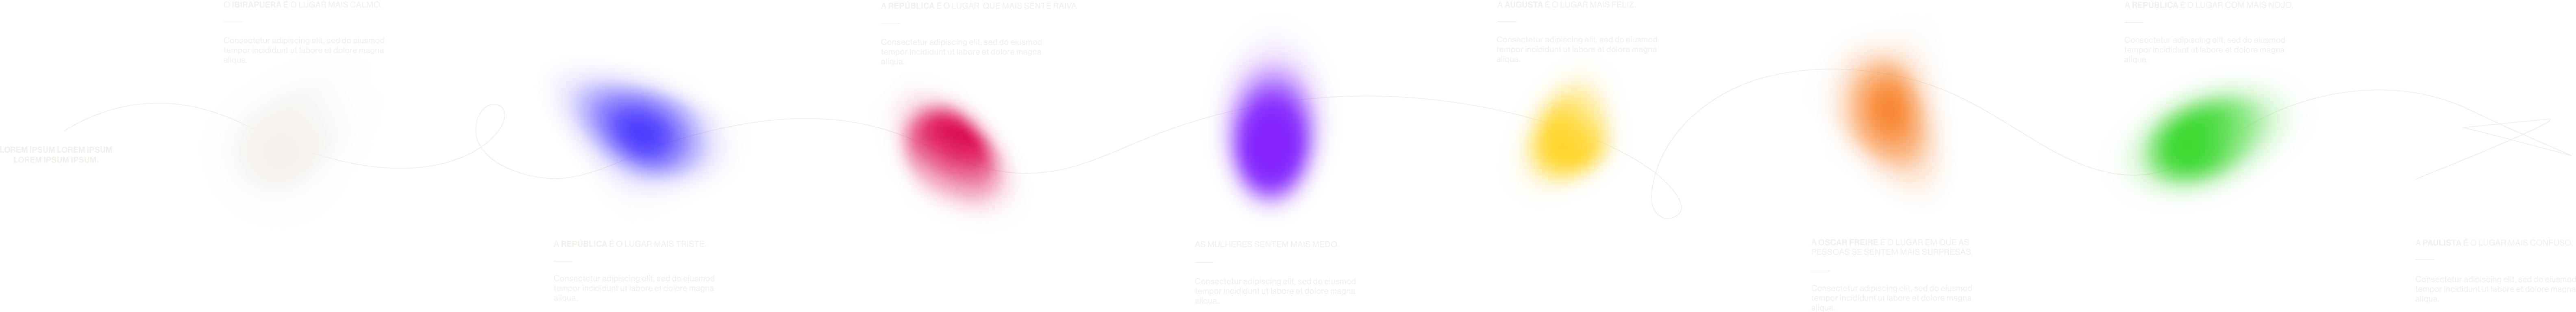 LOREM IPSUM LOREM IPSUM
LOREM IPSUM IPSUM.
O IBIRAPUERA É O LUGAR MAIS CALMO.
Consectetur adipiscing elit, sed do eiusmod
tempor incididunt ut labore et dolore magna
aliqua.
A REPÚBLICA É O LUGAR MAIS TRISTE.
Consectetur adipiscing elit, sed do eiusmod
tempor incididunt ut labore et dolore magna
aliqua.
A REPÚBLICA É O LUGAR QUE MAIS SENTE RAIVA.
Consectetur adipiscing elit, sed do eiusmod
tempor incididunt ut labore et dolore magna
aliqua.
AS MULHERES SENTEM MAIS MEDO.
Consectetur adipiscing elit, sed do eiusmod
tempor incididunt ut labore et dolore magna
aliqua.
A AUGUSTA É O LUGAR MAIS FELIZ.
Consectetur adipiscing elit, sed do eiusmod
tempor incididunt ut labore et dolore magna
aliqua.
A OSCAR FREIRE É O LUGAR EM QUE AS
PESSOAS SE SENTEM MAIS SURPRESAS.
Consectetur adipiscing elit, sed do eiusmod
tempor incididunt ut labore et dolore magna
aliqua.
A REPÚBLICA É O LUGAR COM MAIS NOJO.
Consectetur adipiscing elit, sed do eiusmod
tempor incididunt ut labore et dolore magna
aliqua.
A PAULISTA É O LUGAR MAIS CONFUSO.
Consectetur adipiscing elit, sed do eiusmod
tempor incididunt ut labore et dolore magna
aliqua.